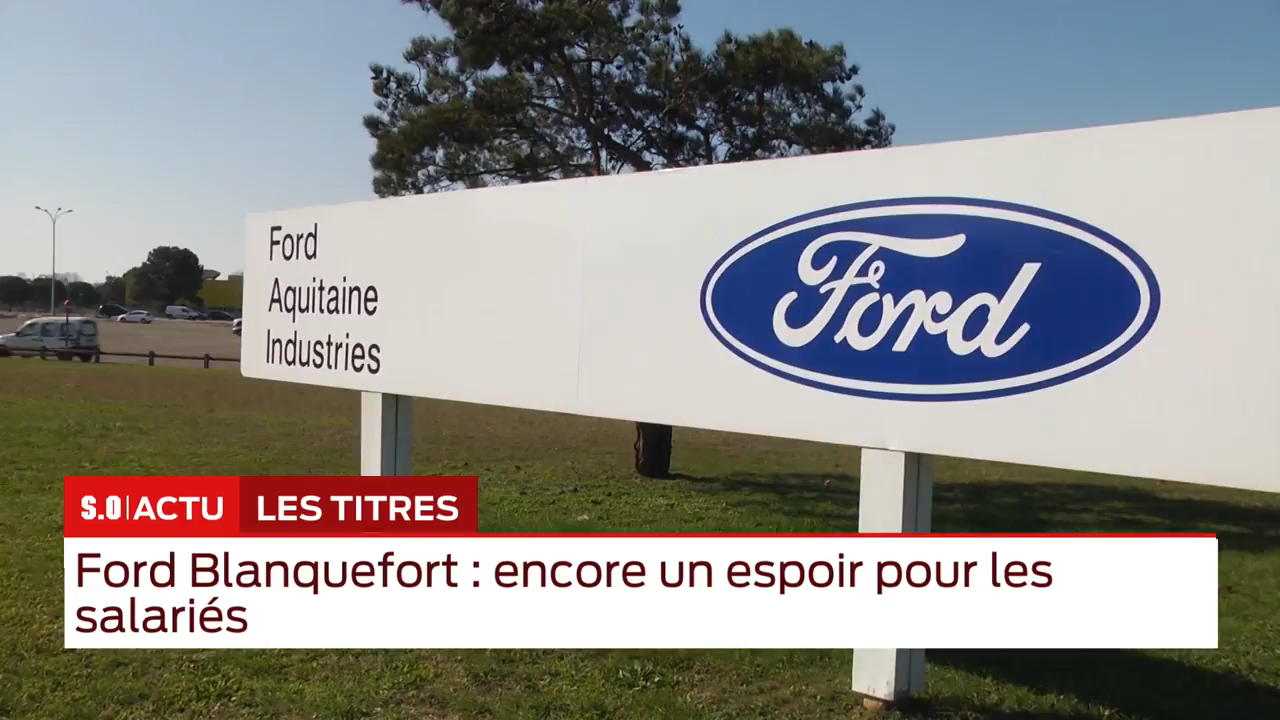 Ford
Aquitaine
Industries
Ford
S.O ACTU LES TITRES
Ford Blanquefort : encore un espoir pour les
salariés